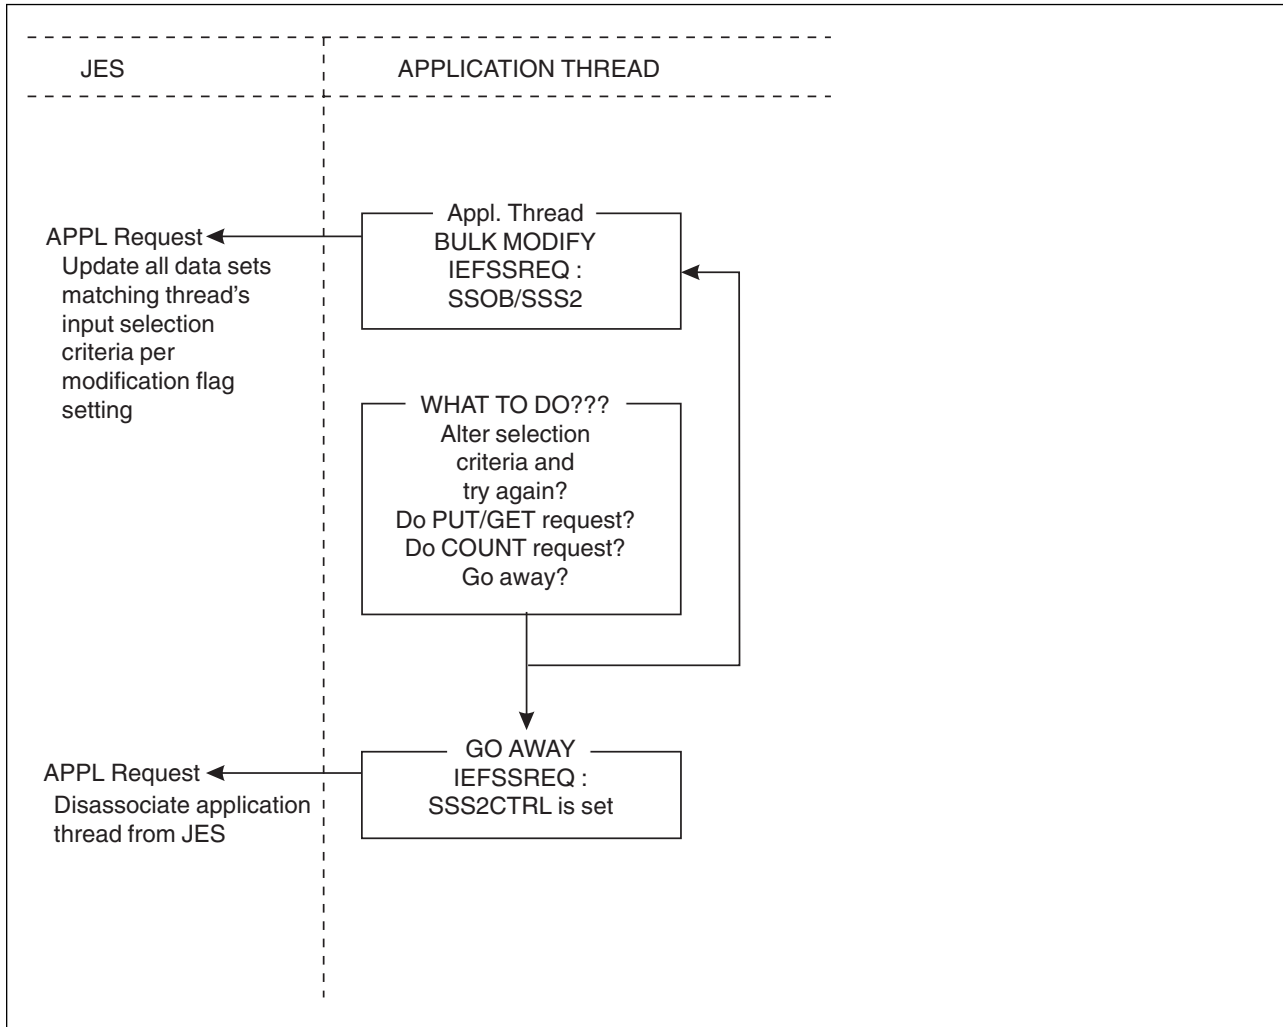 JES
APPLICATION THREAD
APPL Request
Update all data sets
matching thread's
input selection
criteria per
modification flag
setting
Appl. Thread
BULK MODIFY
IEFSSREQ :
SSOB/SSS2
WHAT TO DO???
Alter selection
criteria and
try again?
Do PUT/GET request?
Do COUNT request?
Go away?
APPL Request
Disassociate application
thread from JES
GO AWAY
IEFSSREQ :
SSS2CTRL is set